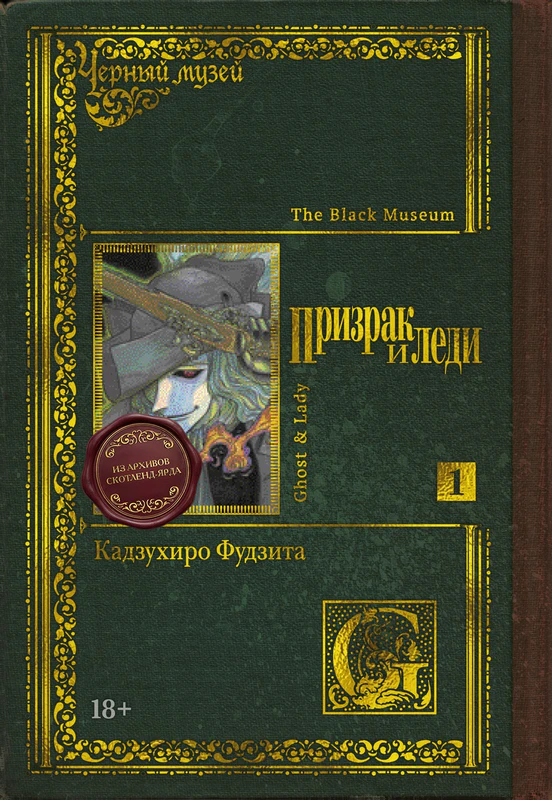 Черный музей
The Black Museum
Призрак
и леди
Ghost & Lady
ИЗ АРХИВОВ
СКОТЛЕНД-ЯРДА
1
Кадзухиро Фудзита
G
18+